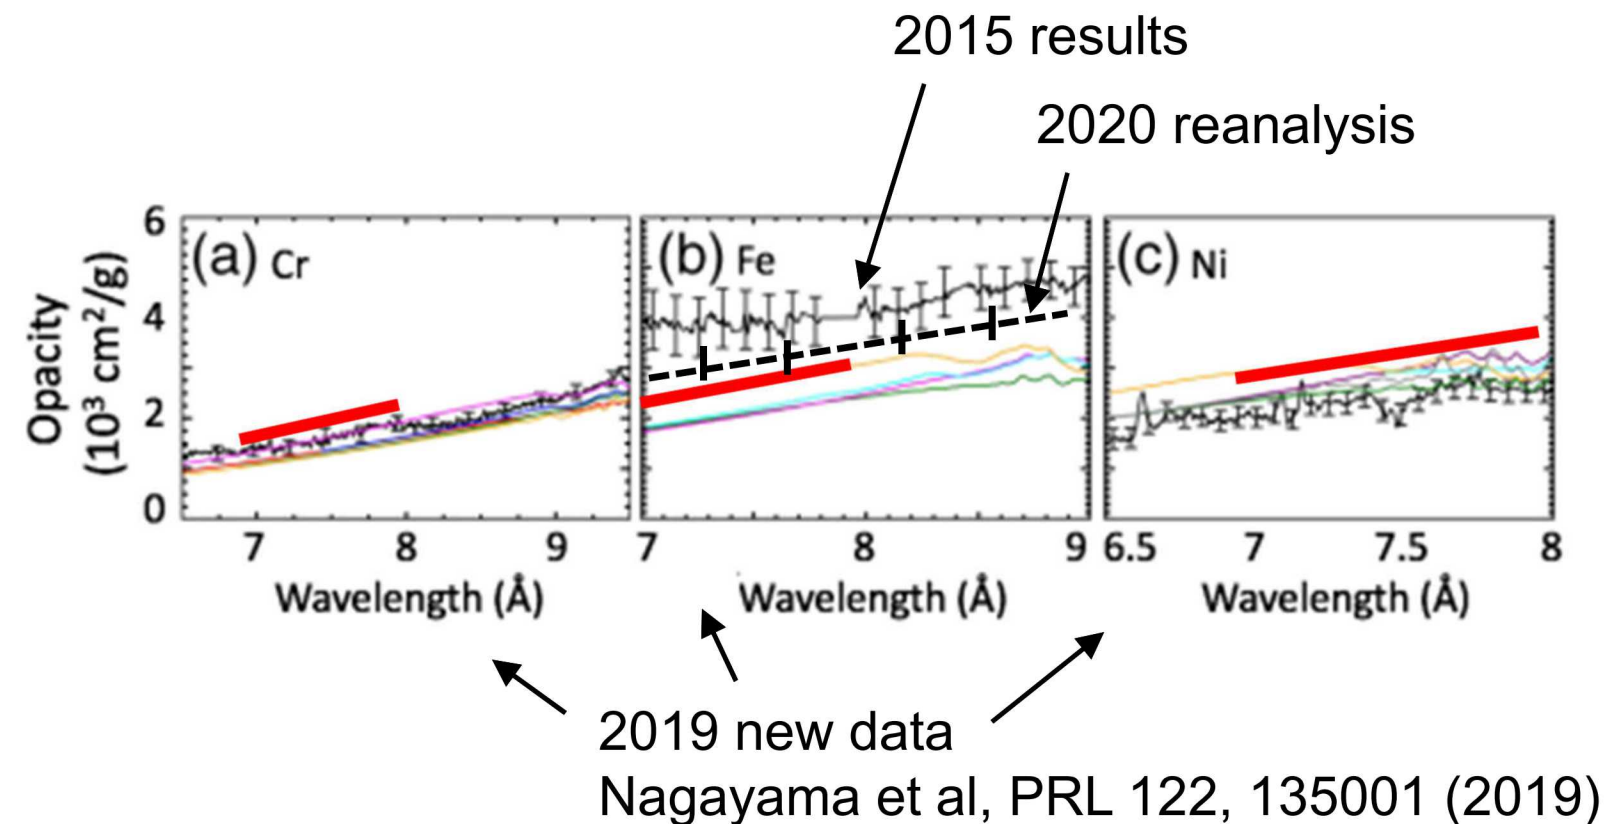 2015 results
2020 reanalysis
Opacity
(10³ cm²/g)
6
4
2
0
(a) Cr
(b) Fe
(c) Ni
7 8 9
7 8 9
6.5 7 7.5 8
Wavelength (Å)
Wavelength (Å)
Wavelength (Å)
2019 new data
Nagayama et al, PRL 122, 135001 (2019)